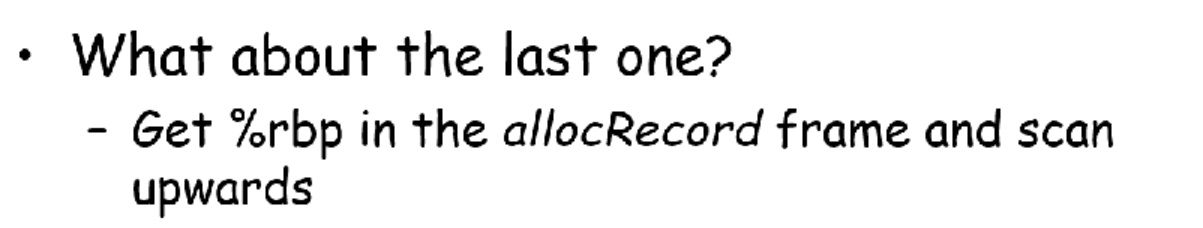 • What about the last one?
– Get %rbp in the allocRecord frame and scan
upwards